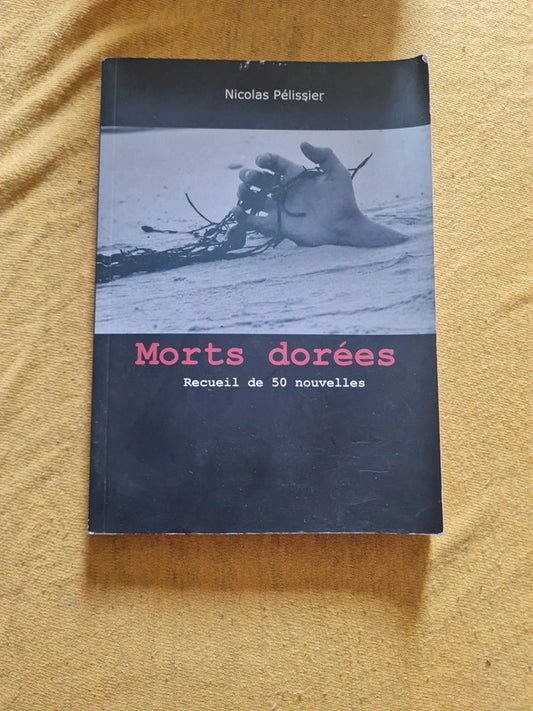 Nicolas Pélissier
Morts dorées
Recueil de 50 nouvelles